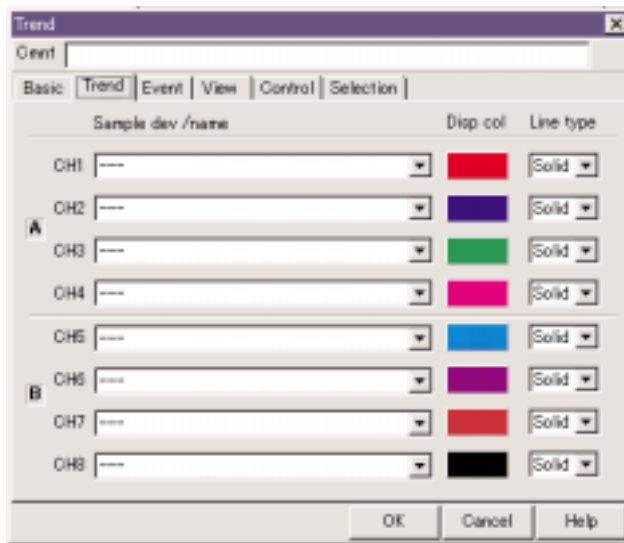 Trend
Cmnt
Basic Trend Event View Control Selection
Sample dev /name Disp col Line type
CH1 ---- Solid
CH2 ---- Solid
A
CH3 ---- Solid
CH4 ---- Solid
CH5 ---- Solid
CH6 ---- Solid
B
CH7 ---- Solid
CH8 ---- Solid
OK Cancel Help